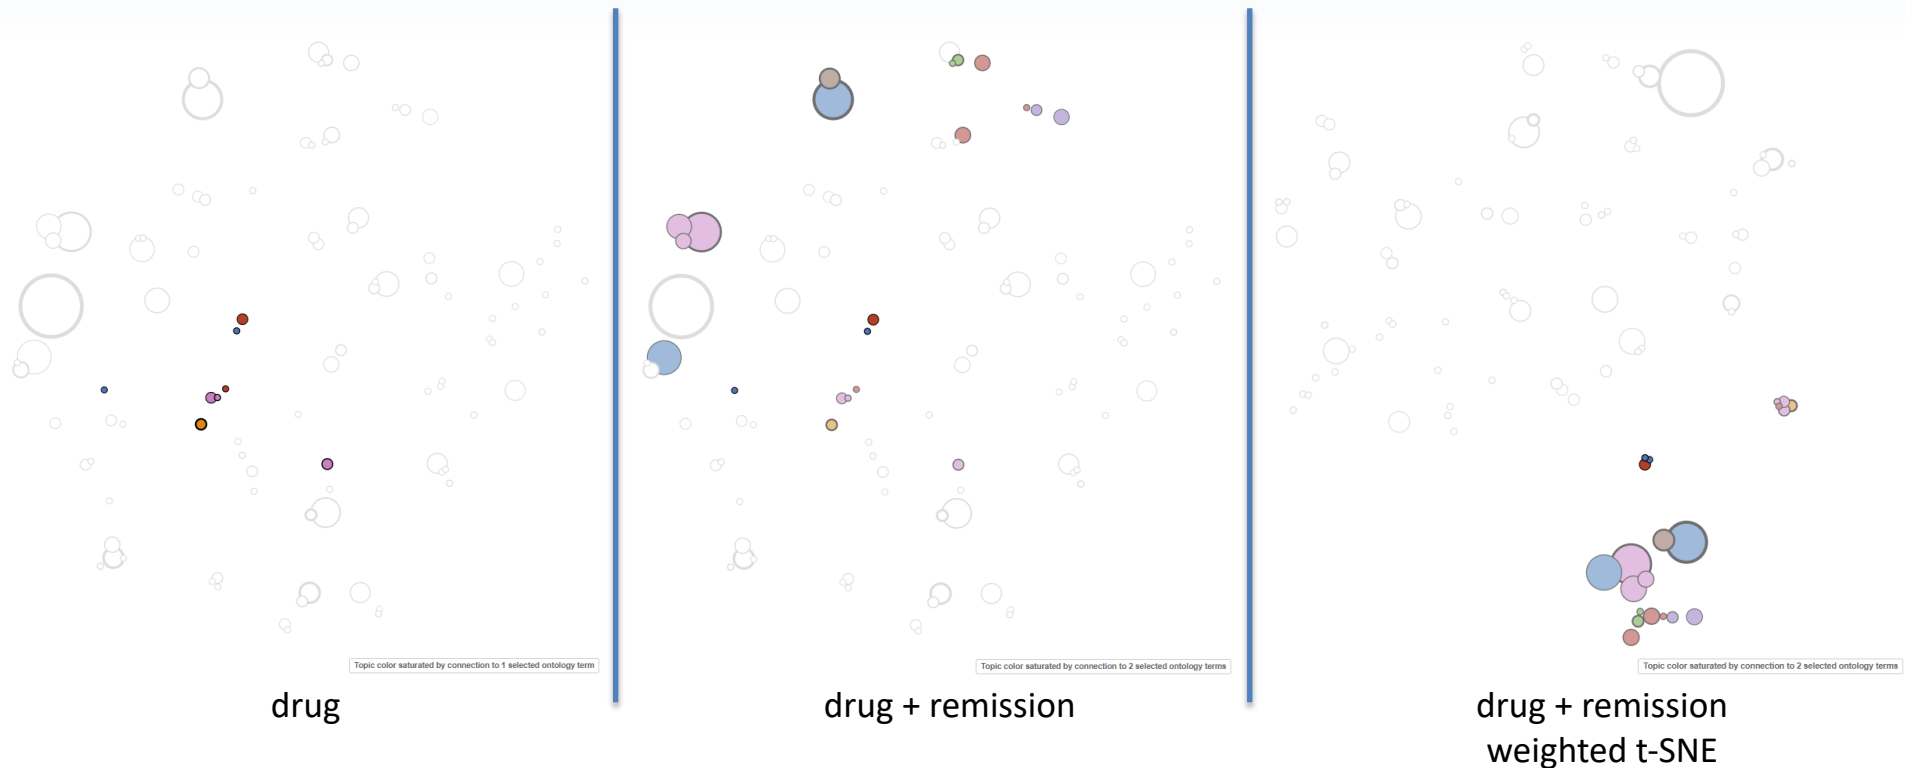 Topic color saturated by connection to 1 selected ontology term
Topic color saturated by connection to 2 selected ontology terms
Topic color saturated by connection to 2 selected ontology terms
drug
drug + remission
drug + remission
weighted t-SNE